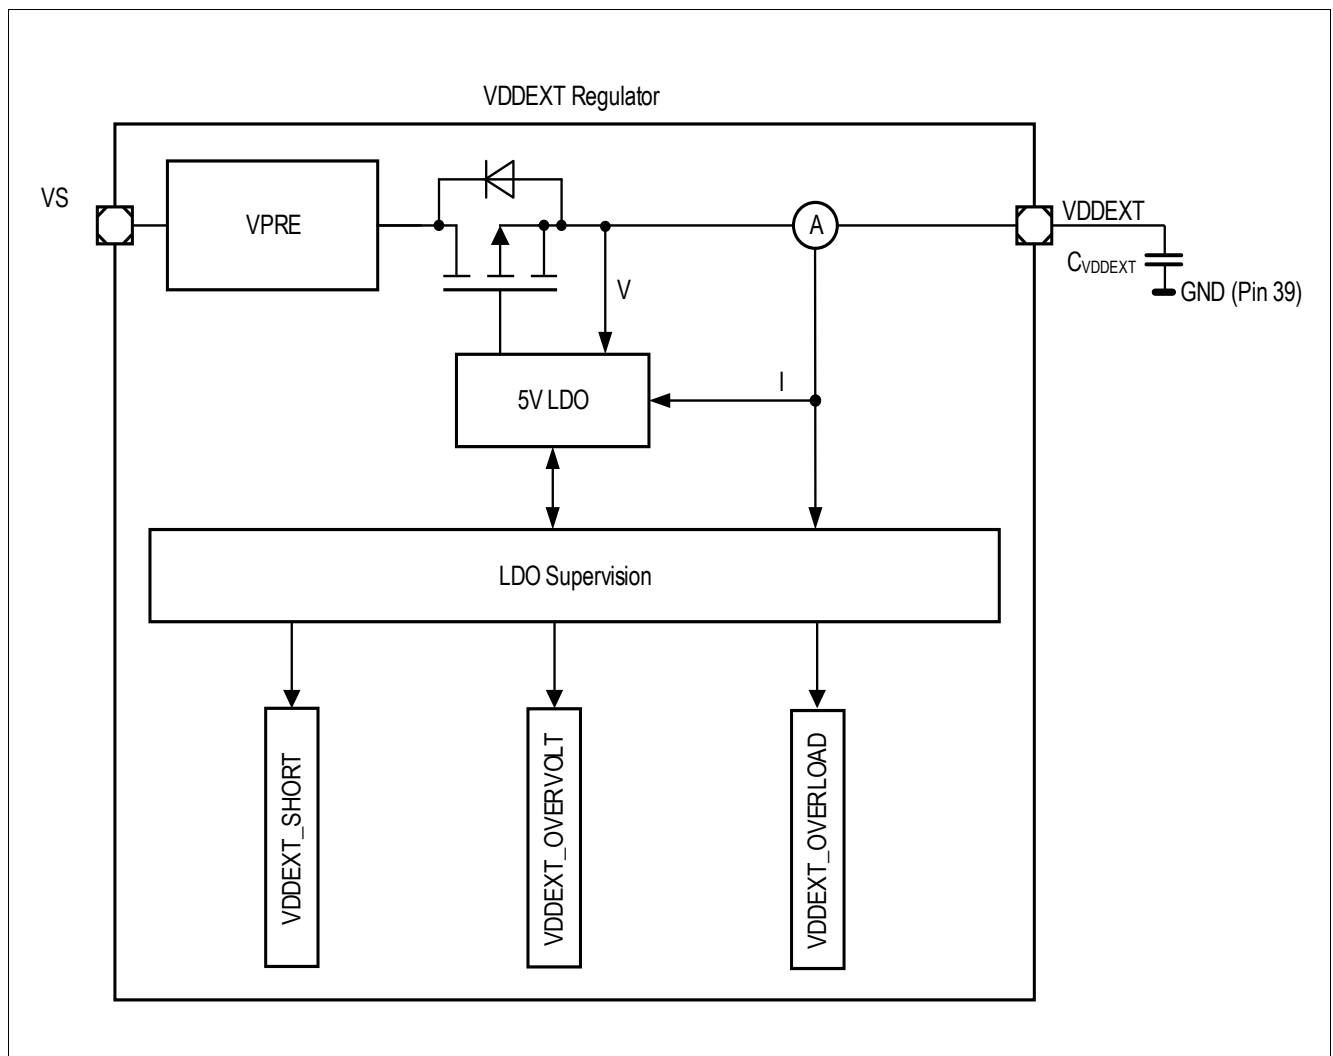 VDDEXT Regulator
VS
VPRE
VDDEXT
A
CVDDEXT
GND (Pin 39)
V
I
5V LDO
LDO Supervision
VDDEXT_SHORT
VDDEXT_OVERVOLT
VDDEXT_OVERLOAD